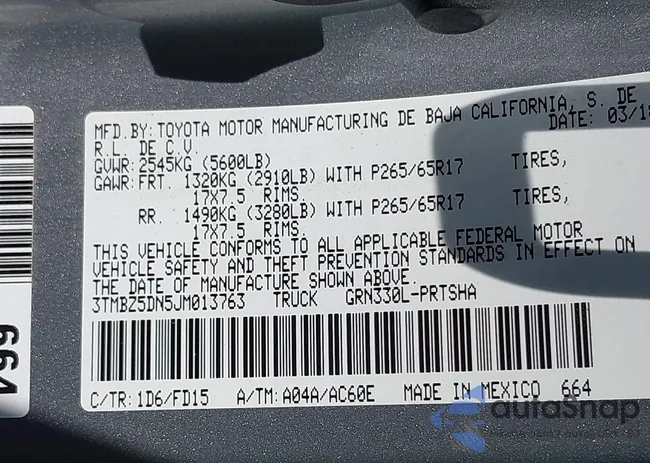 MFD.BY: TOYOTA MOTOR MANUFACTURING DE BAJA CALIFORNIA, S. DE
R.L. DE C.V. DATE: 03/18
GVWR: 2545KG (5600LB)
GAWR: FRT. 1320KG (2910LB) WITH P265/65R17 TIRES,
17X7.5 RIMS.
RR. 1490KG (3280LB) WITH P265/65R17 TIRES,
17X7.5 RIMS.
THIS VEHICLE CONFORMS TO ALL APPLICABLE FEDERAL MOTOR
VEHICLE SAFETY AND THEFT PREVENTION STANDARDS IN EFFECT ON
THE DATE OF MANUFACTURE SHOWN ABOVE.
3TMBZ5DN5JM013763 TRUCK GRN330L-PRTSHA
C/TR: 1D6/FD15 A/TM: A04A/AC60E MADE IN MEXICO 664
664
autoSnap